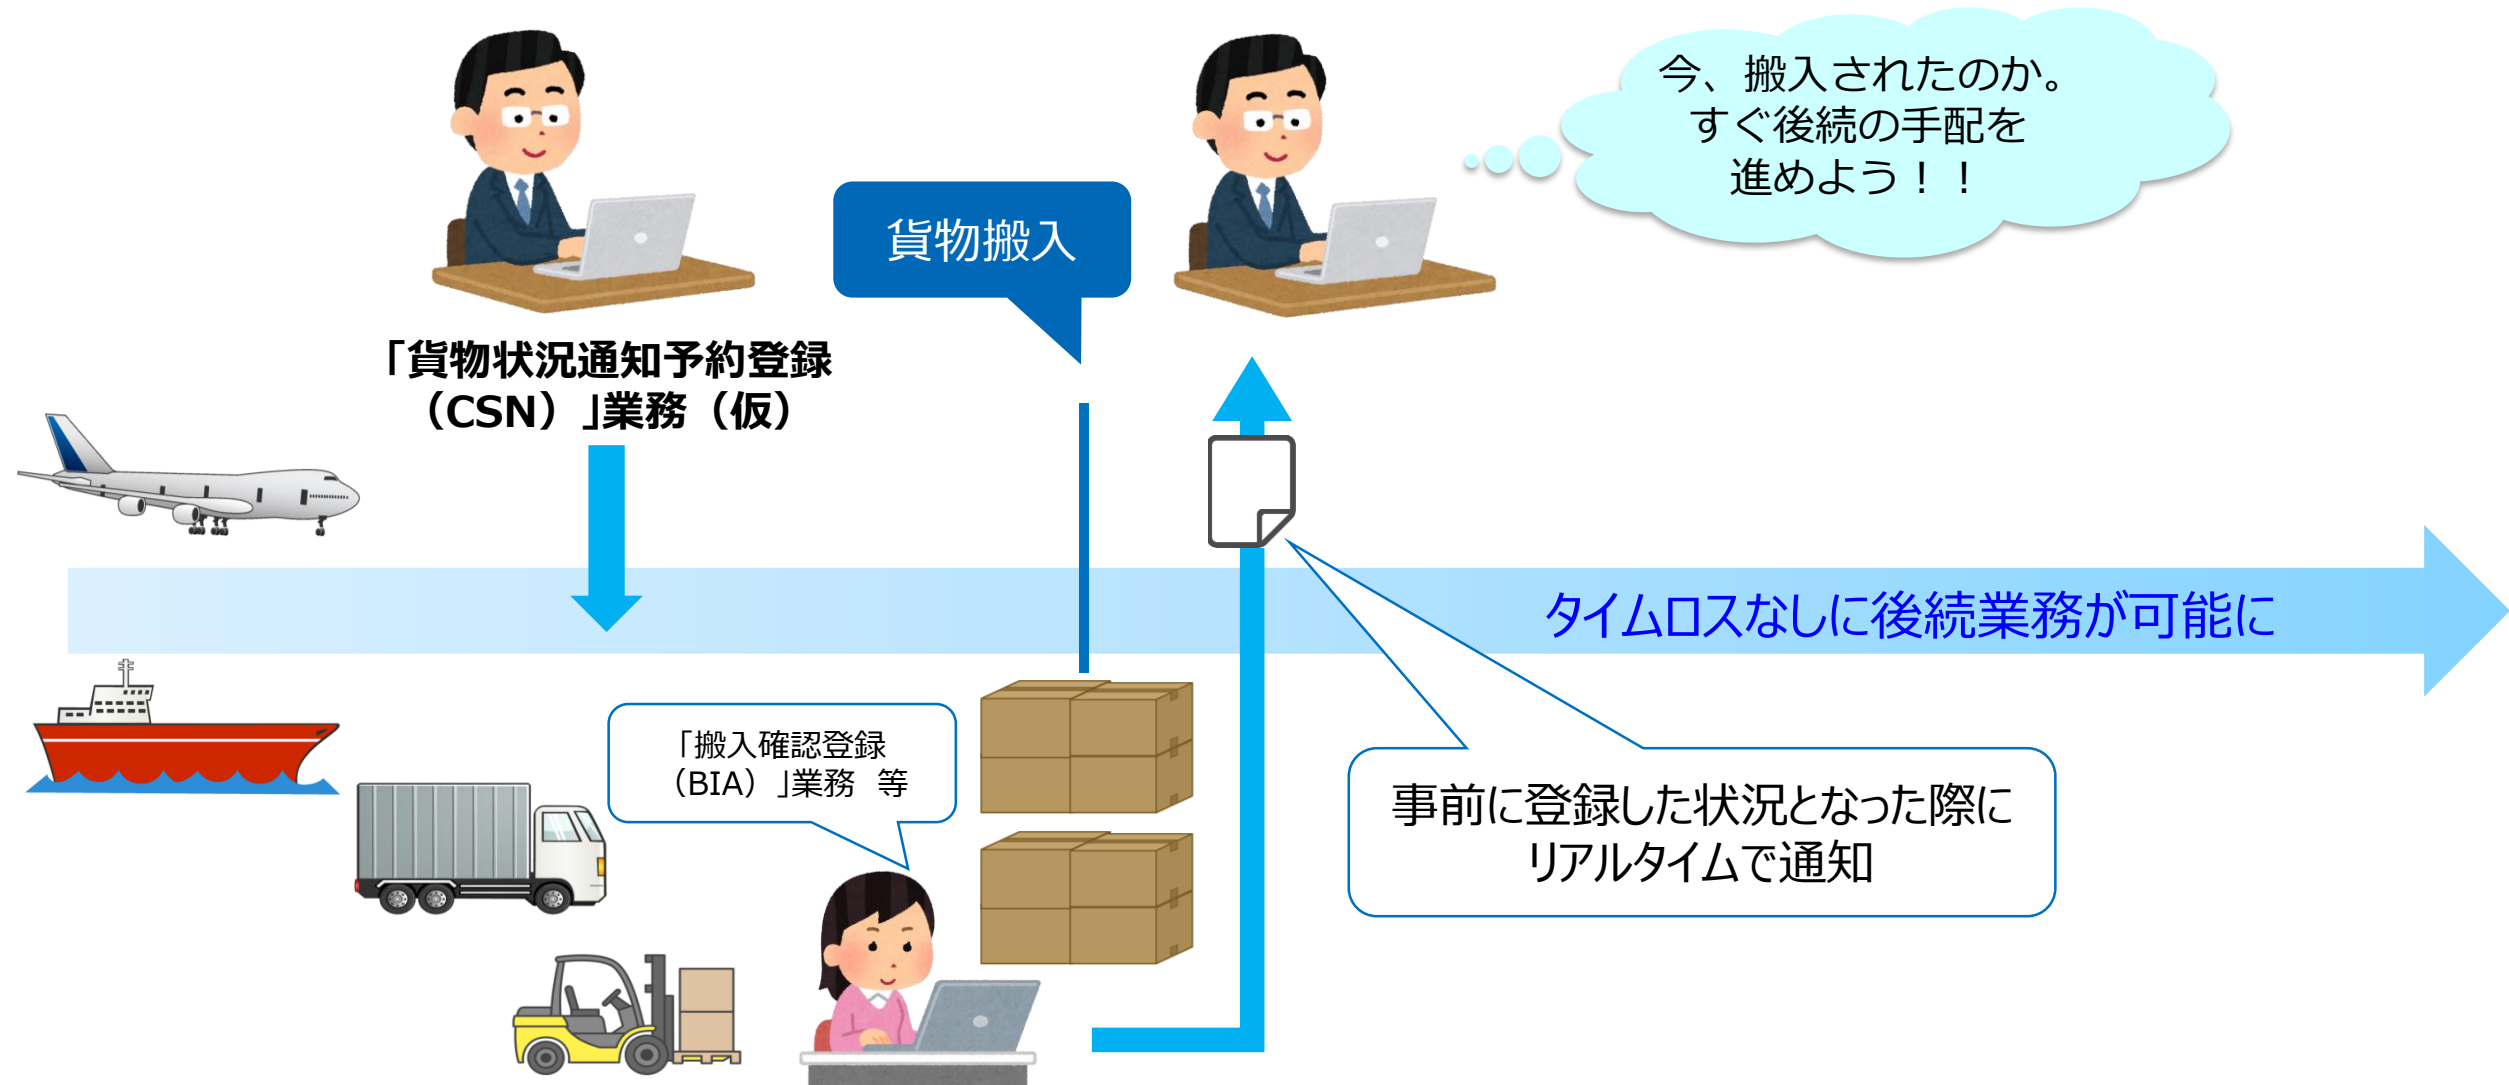 今、搬入されたのか。
すぐ後続の手配を
進めよう！！
貨物搬入
「貨物状況通知予約登録
（CSN）」業務（仮）
タイムロスなしに後続業務が可能に
「搬入確認登録
（BIA）」業務　等
事前に登録した状況となった際に
リアルタイムで通知